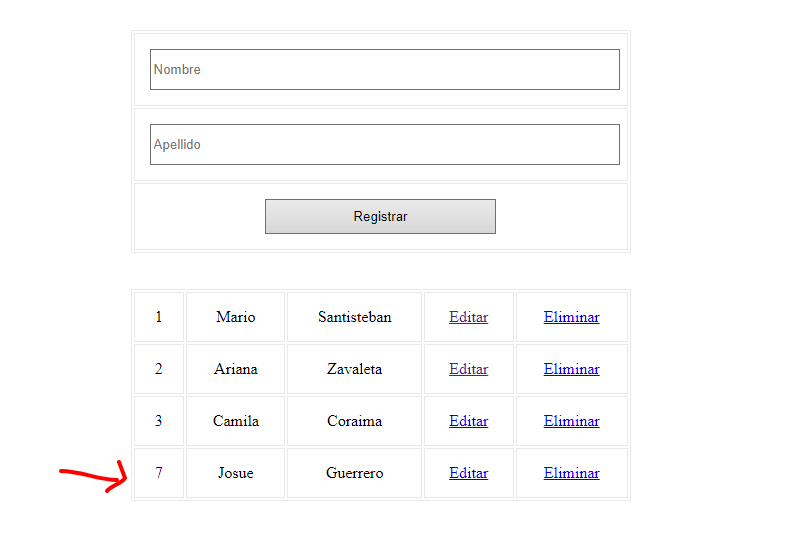 Nombre
Apellido
Registrar
1 Mario Santisteban Editar Eliminar
2 Ariana Zavaleta Editar Eliminar
3 Camila Coraima Editar Eliminar
7 Josue Guerrero Editar Eliminar